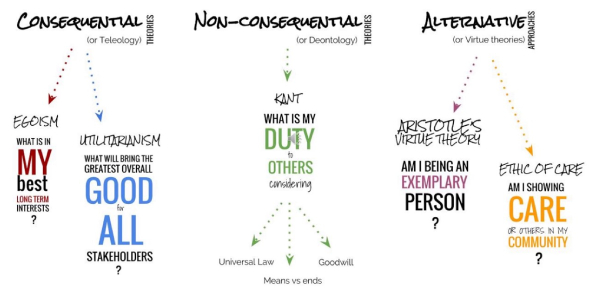 CONSEQUENTIAL THEORIES
(or Teleology)
EGOISM
WHAT IS IN
MY
best
LONG TERM
INTERESTS
?
UTILITARIANISM
WHAT WILL BRING THE
GREATEST OVERALL
GOOD
for
ALL
STAKEHOLDERS
?
NON-CONSEQUENTIAL THEORIES
(or Deontology)
KANT
WHAT IS MY
DUTY
to
OTHERS
considering
Universal Law
Means vs ends
Goodwill
ALTERNATIVE APPROACHES
(or Virtue theories)
ARISTOTLE'S
VIRTUE THEORY
AM I BEING AN
EXEMPLARY
PERSON
?
ETHIC OF CARE
AM I SHOWING
CARE
OR OTHERS IN MY
COMMUNITY
?